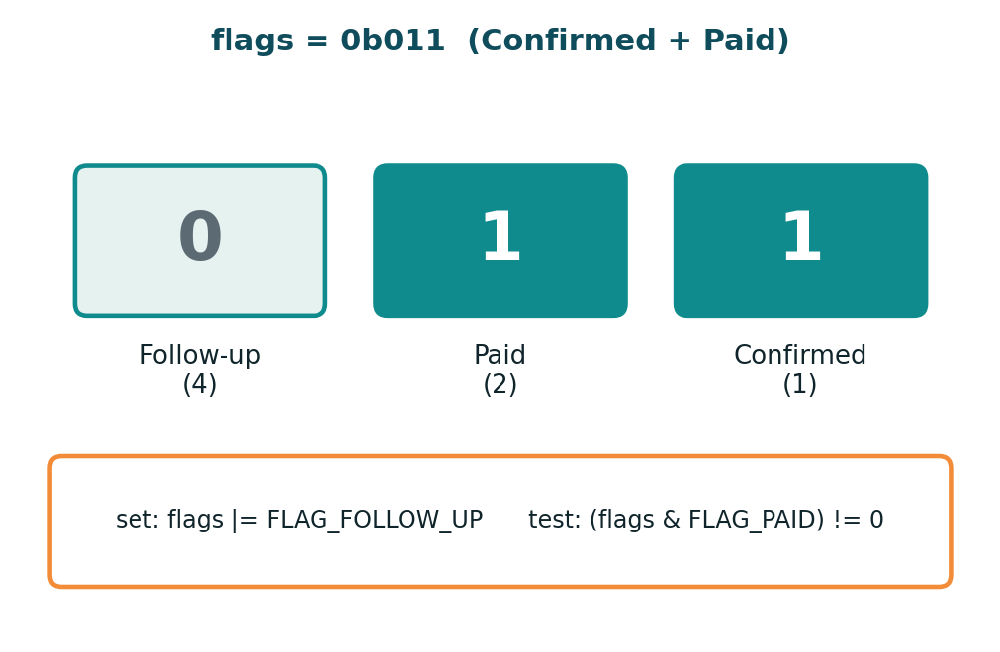 flags = 0b011  (Confirmed + Paid)
0 1 1
Follow-up Paid Confirmed
(4) (2) (1)
set: flags |= FLAG_FOLLOW_UP      test: (flags & FLAG_PAID) != 0